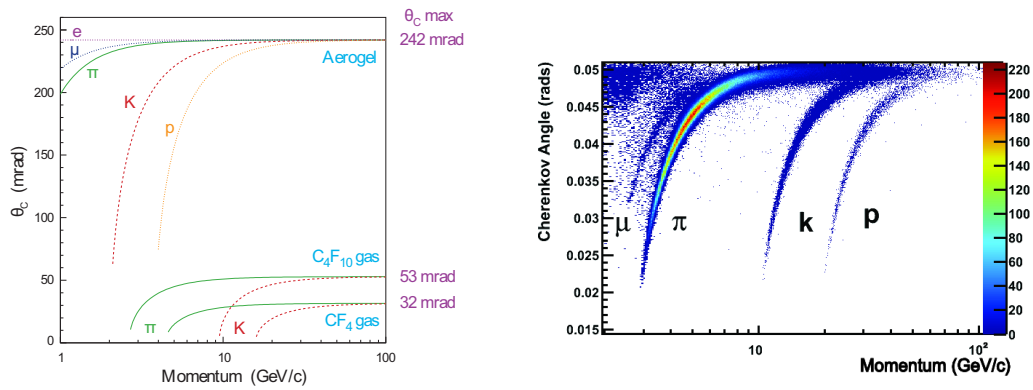 θC max
242 mrad
250
200
150
100
50
0
θC (mrad)
e
μ
π
K
p
Aerogel
C4F10 gas
53 mrad
32 mrad
π
K
CF4 gas
1
10
100
Momentum (GeV/c)
Cherenkov Angle (rads)
0.05
0.045
0.04
0.035
0.03
0.025
0.02
0.015
μ
π
k
p
10
10²
Momentum (GeV/c)
220
200
180
160
140
120
100
80
60
40
20
0